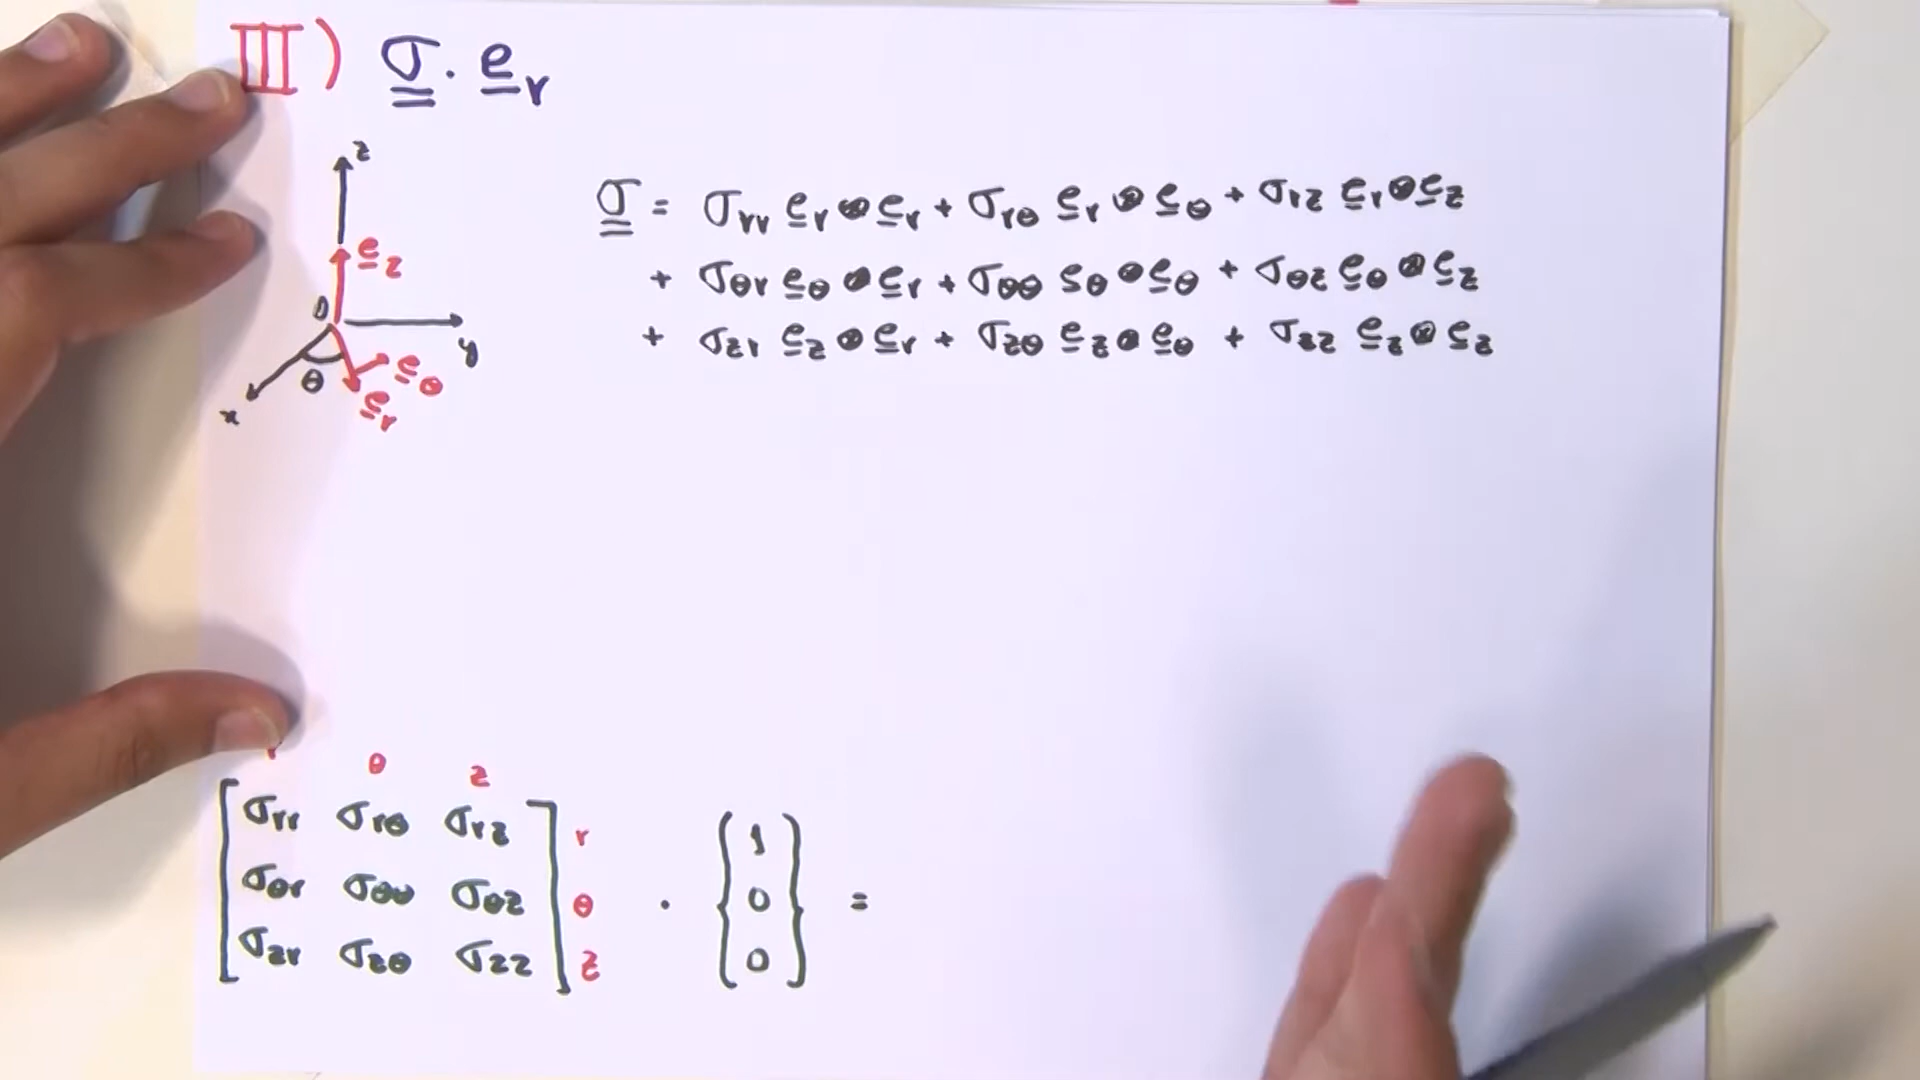 III) σ · e_r
z
e_z
O
y
θ
e_θ
e_r
x
σ = σ_rr e_r ⊗ e_r + σ_rθ e_r ⊗ e_θ + σ_rz e_r ⊗ e_z
+ σ_θr e_θ ⊗ e_r + σ_θθ e_θ ⊗ e_θ + σ_θz e_θ ⊗ e_z
+ σ_zr e_z ⊗ e_r + σ_zθ e_z ⊗ e_θ + σ_zz e_z ⊗ e_z
r θ z
[ σ_rr σ_rθ σ_rz ] r { 1 }
[ σ_θr σ_θθ σ_θz ] θ · { 0 } =
[ σ_zr σ_zθ σ_zz ] z { 0 }